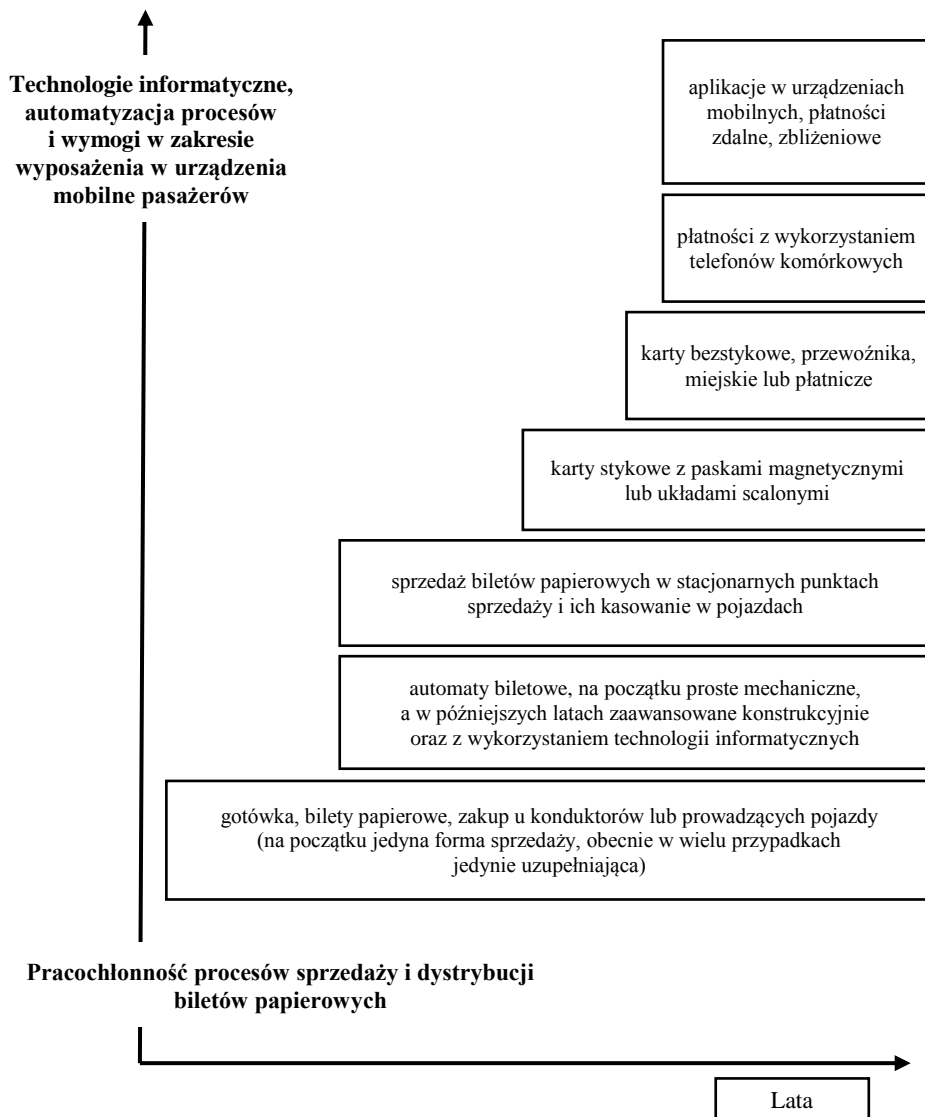 Technologie informatyczne,
automatyzacja procesów
i wymogi w zakresie
wyposażenia w urządzenia
mobilne pasażerów
aplikacje w urządzeniach
mobilnych, płatności
zdalne, zbliżeniowe
płatności z wykorzystaniem
telefonów komórkowych
karty bezstykowe, przewoźnika,
miejskie lub płatnicze
karty stykowe z paskami magnetycznymi
lub układami scalonymi
sprzedaż biletów papierowych w stacjonarnych punktach
sprzedaży i ich kasowanie w pojazdach
automaty biletowe, na początku proste mechaniczne,
a w późniejszych latach zaawansowane konstrukcyjnie
oraz z wykorzystaniem technologii informatycznych
gotówka, bilety papierowe, zakup u konduktorów lub prowadzących pojazdy
(na początku jedyna forma sprzedaży, obecnie w wielu przypadkach
jedynie uzupełniająca)
Pracochłonność procesów sprzedaży i dystrybucji
biletów papierowych
Lata